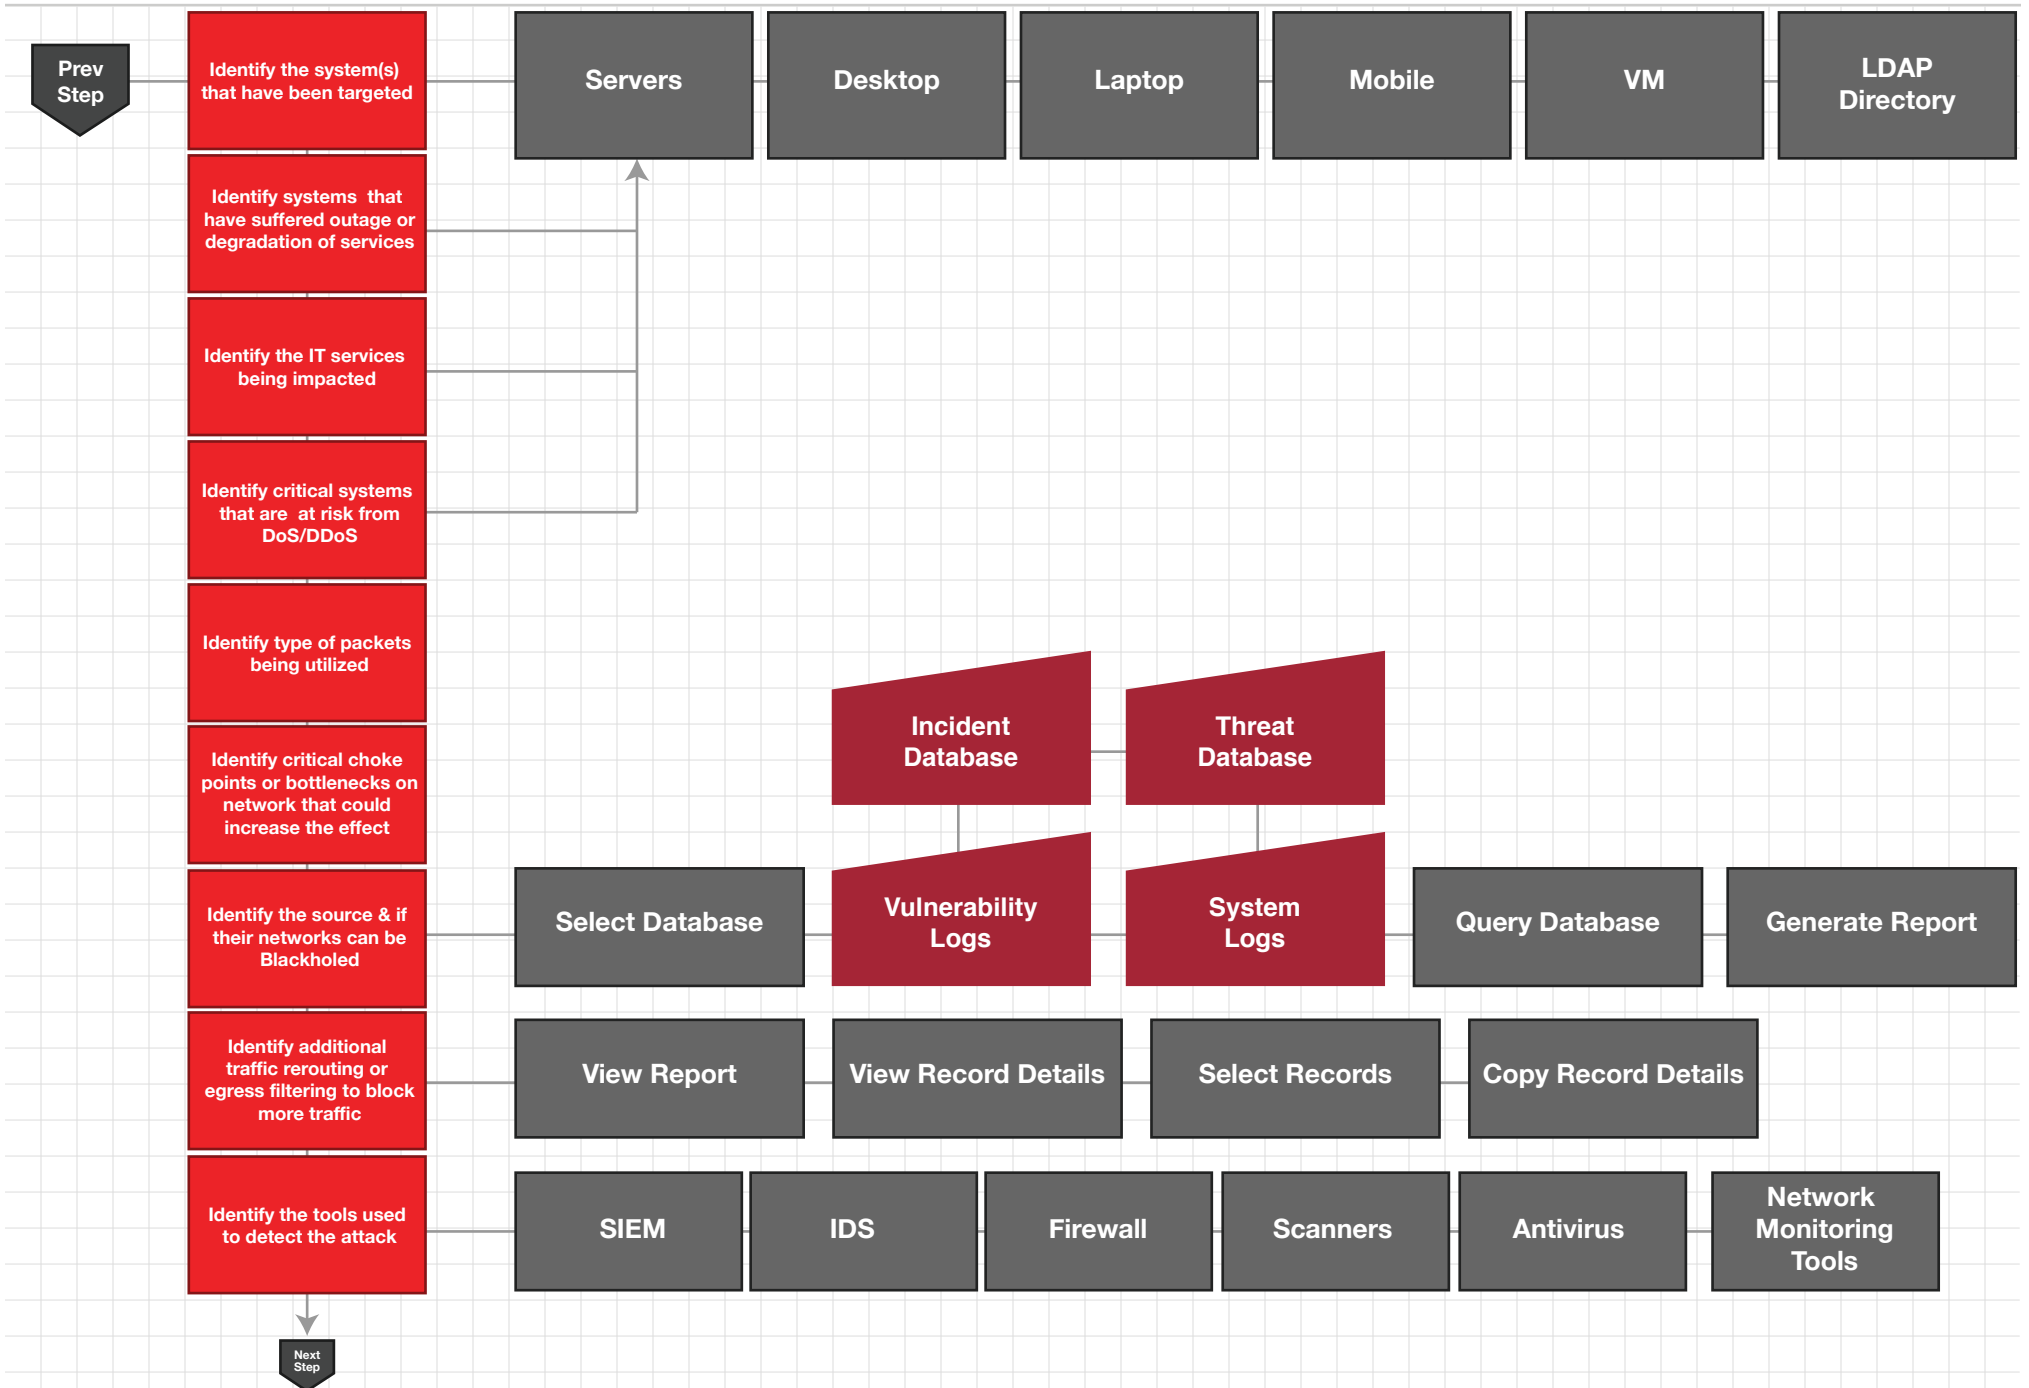 Prev
Step
Identify the system(s)
that have been targeted
Servers
Desktop
Laptop
Mobile
VM
LDAP
Directory
Identify systems that
have suffered outage or
degradation of services
Identify the IT services
being impacted
Identify critical systems
that are at risk from
DoS/DDoS
Identify type of packets
being utilized
Incident
Database
Threat
Database
Identify critical choke
points or bottlenecks on
network that could
increase the effect
Identify the source & if
their networks can be
Blackholed
Select Database
Vulnerability
Logs
System
Logs
Query Database
Generate Report
Identify additional
traffic rerouting or
egress filtering to block
more traffic
View Report
View Record Details
Select Records
Copy Record Details
Identify the tools used
to detect the attack
SIEM
IDS
Firewall
Scanners
Antivirus
Network
Monitoring
Tools
Next
Step